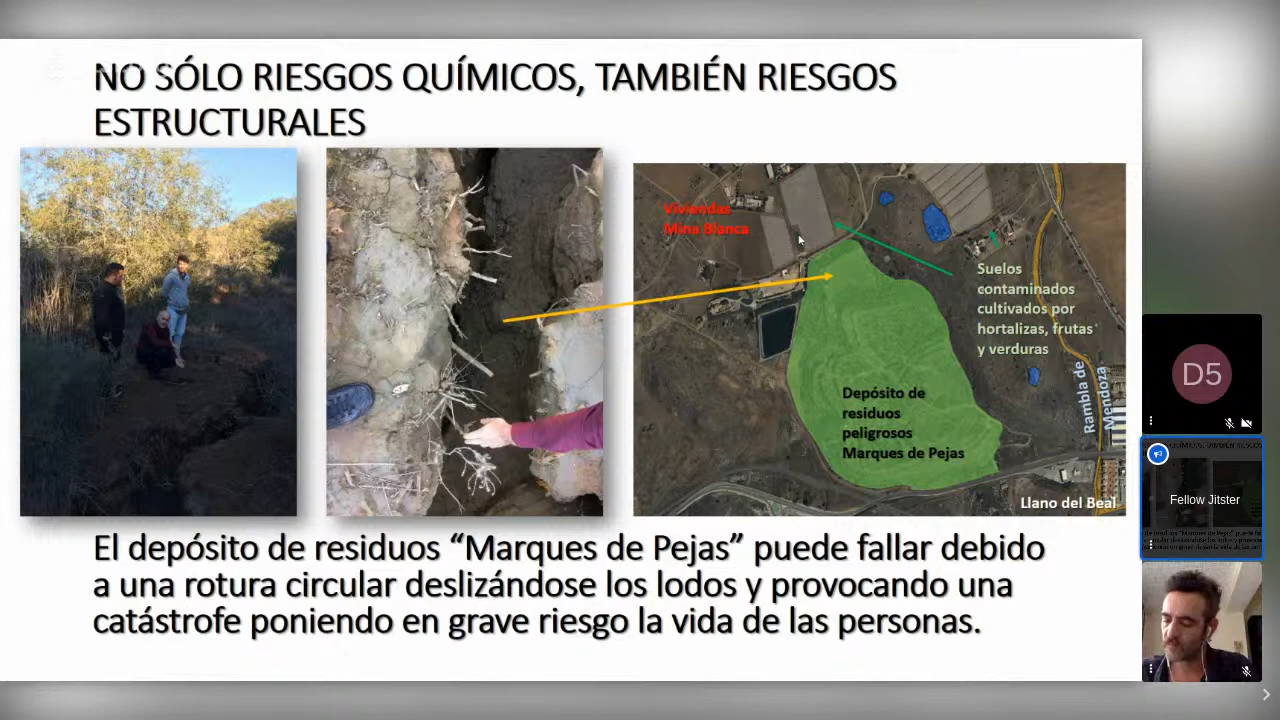 NO SÓLO RIESGOS QUÍMICOS, TAMBIÉN RIESGOS
ESTRUCTURALES
Viviendas
Mina Blanca
Suelos
contaminados
cultivados por
hortalizas, frutas
y verduras
Depósito de
residuos
peligrosos
Marques de Pejas
Rambla de
Mendoza
Llano del Beal
El depósito de residuos “Marques de Pejas” puede fallar debido
a una rotura circular deslizándose los lodos y provocando una
catástrofe poniendo en grave riesgo la vida de las personas.
D5
Fellow Jitster